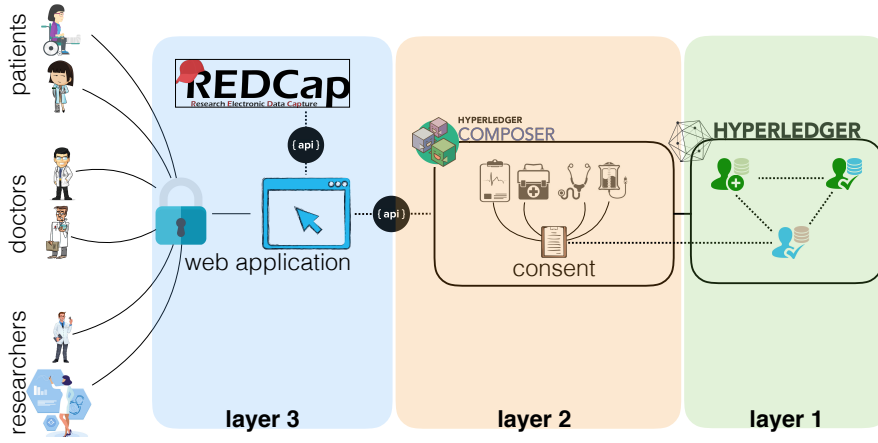 patients
doctors
researchers
REDCap
Research Electronic Data Capture
{ api }
{ api }
web application
layer 3
HYPERLEDGER
COMPOSER
consent
layer 2
HYPERLEDGER
layer 1